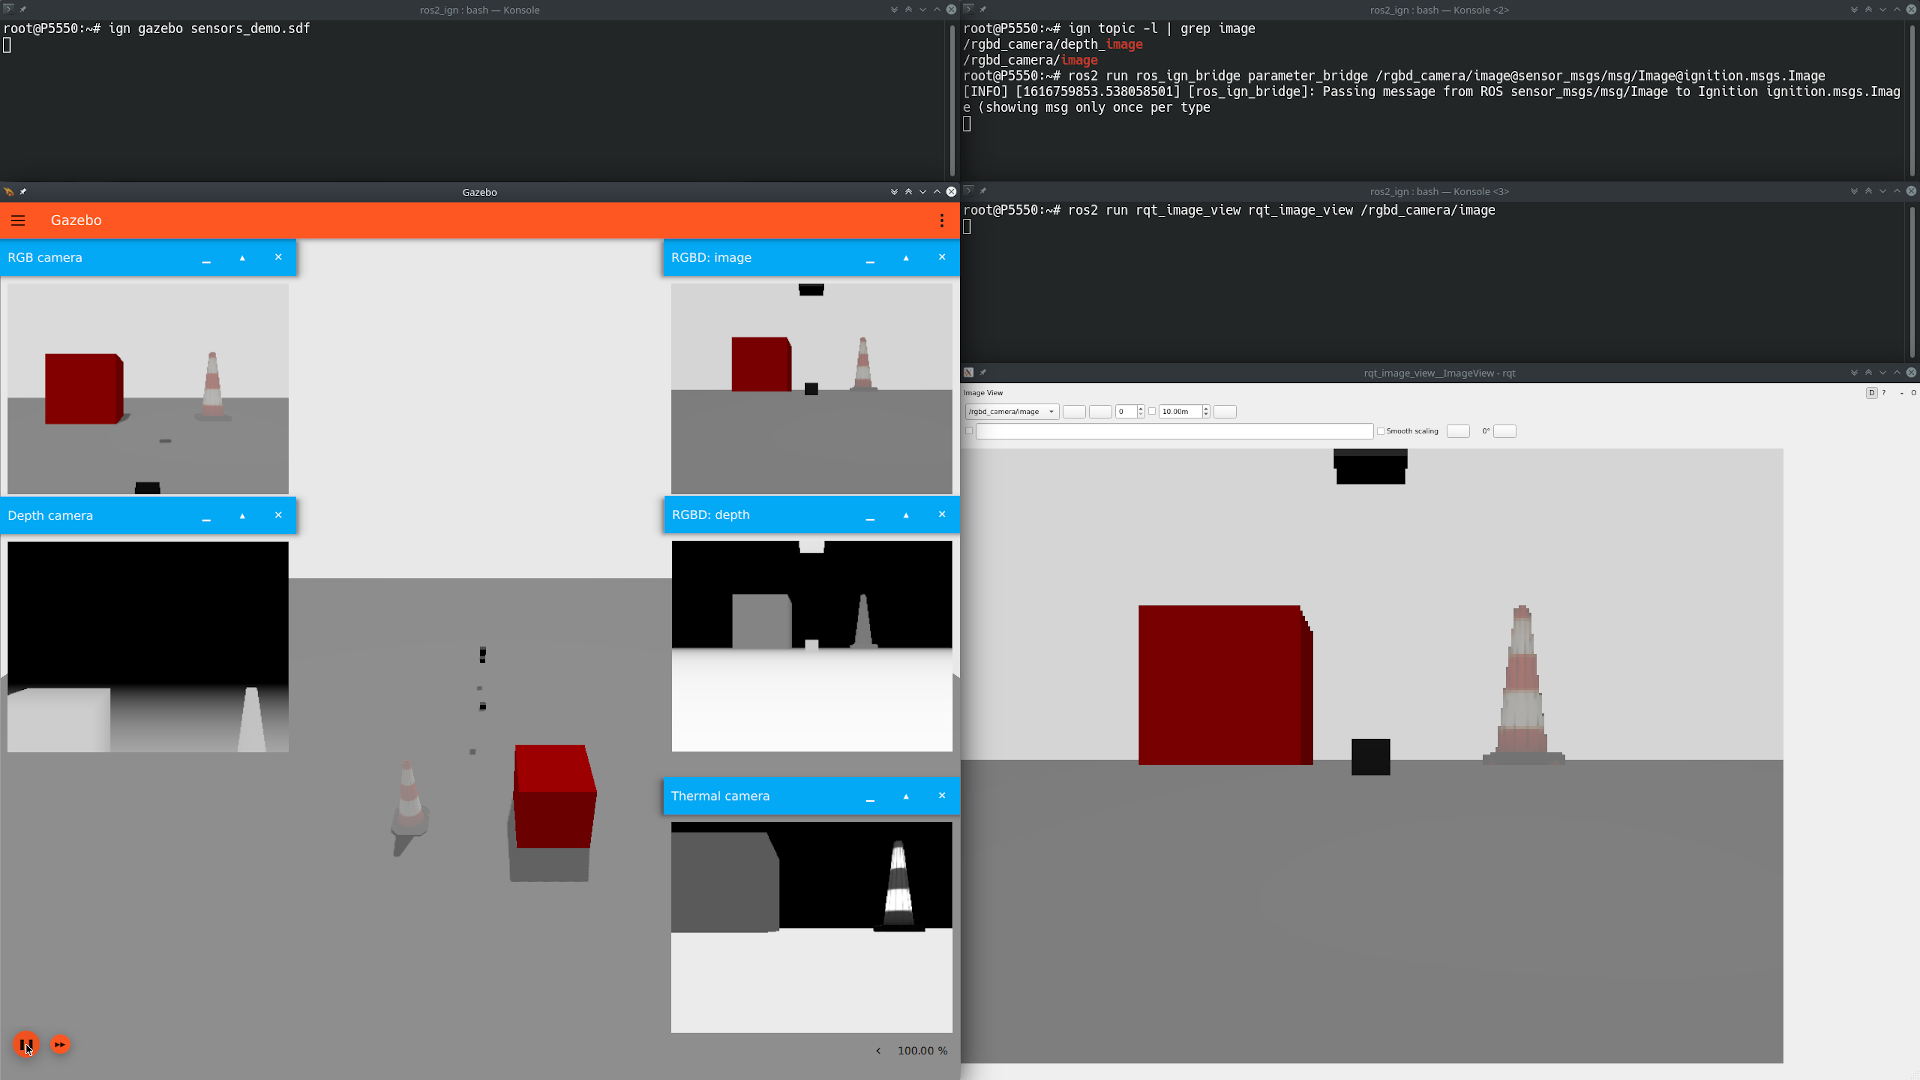 ros2_ign : bash — Konsole
root@P5550:~# ign gazebo sensors_demo.sdf
ros2_ign : bash — Konsole <2>
root@P5550:~# ign topic -l | grep image
/rgbd_camera/depth_image
/rgbd_camera/image
root@P5550:~# ros2 run ros_ign_bridge parameter_bridge /rgbd_camera/image@sensor_msgs/msg/Image@ignition.msgs.Image
[INFO] [1616759853.538058501] [ros_ign_bridge]: Passing message from ROS sensor_msgs/msg/Image to Ignition ignition.msgs.Imag
e (showing msg only once per type
Gazebo
Gazebo
RGB camera
RGBD: image
Depth camera
RGBD: depth
Thermal camera
100.00 %
ros2_ign : bash — Konsole <3>
root@P5550:~# ros2 run rqt_image_view rqt_image_view /rgbd_camera/image
rqt_image_view__ImageView - rqt
Image View
D ? - O
/rgbd_camera/image 0 10.00m
Smooth scaling 0°